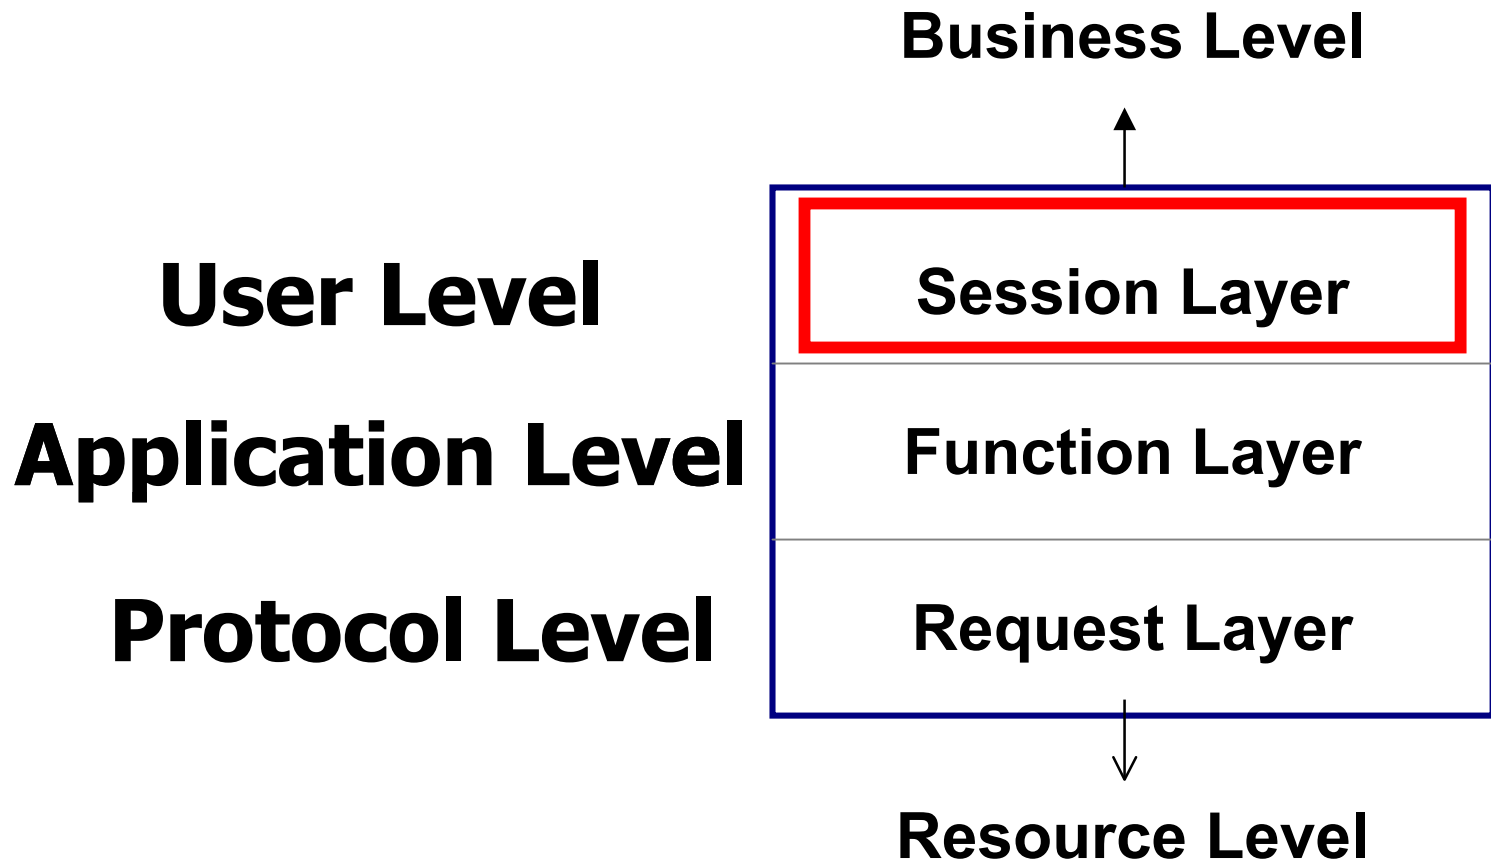 Business Level
User Level
Session Layer
Application Level
Function Layer
Protocol Level
Request Layer
Resource Level